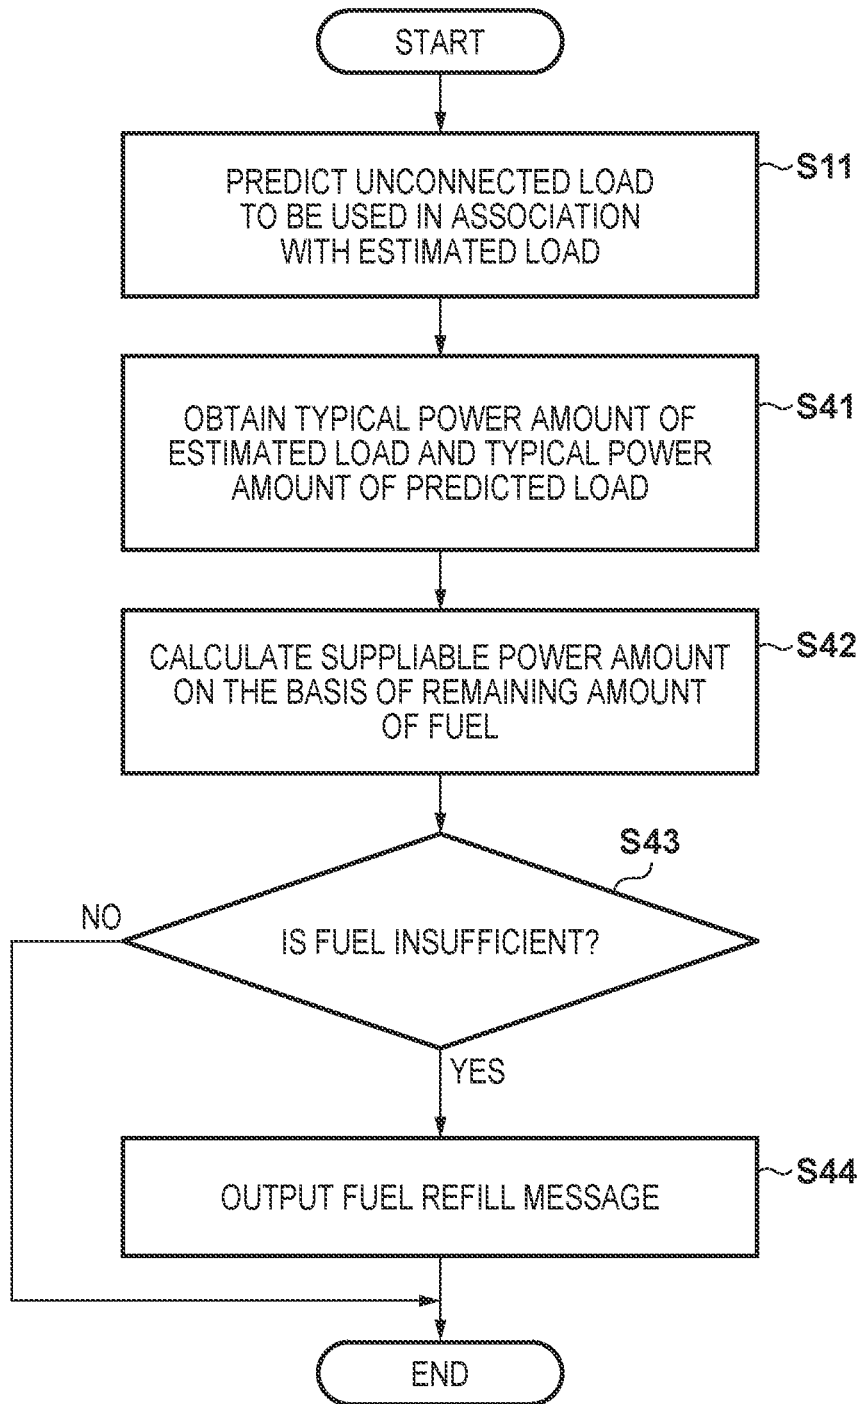 START
S11
PREDICT UNCONNECTED LOAD
TO BE USED IN ASSOCIATION
WITH ESTIMATED LOAD
S41
OBTAIN TYPICAL POWER AMOUNT OF
ESTIMATED LOAD AND TYPICAL POWER
AMOUNT OF PREDICTED LOAD
S42
CALCULATE SUPPLIABLE POWER AMOUNT
ON THE BASIS OF REMAINING AMOUNT
OF FUEL
S43
NO
IS FUEL INSUFFICIENT?
YES
S44
OUTPUT FUEL REFILL MESSAGE
END